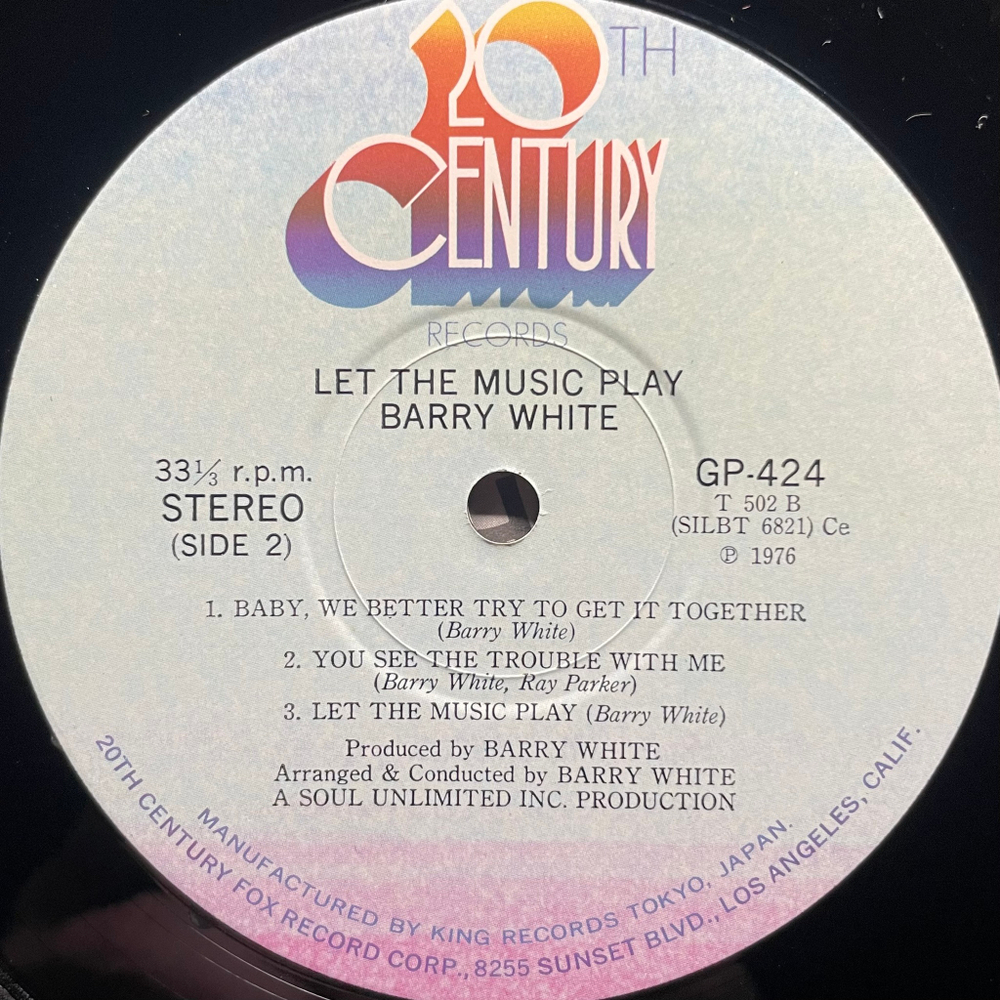 20TH
CENTURY
RECORDS
LET THE MUSIC PLAY
BARRY WHITE
33⅓ r.p.m.
STEREO
(SIDE 2)
GP-424
T 502 B
(SILBT 6821) Ce
℗ 1976
1. BABY, WE BETTER TRY TO GET IT TOGETHER
(Barry White)
2. YOU SEE THE TROUBLE WITH ME
(Barry White, Ray Parker)
3. LET THE MUSIC PLAY (Barry White)
Produced by BARRY WHITE
Arranged & Conducted by BARRY WHITE
A SOUL UNLIMITED INC. PRODUCTION
MANUFACTURED BY KING RECORDS TOKYO, JAPAN.
20TH CENTURY FOX RECORD CORP., 8255 SUNSET BLVD., LOS ANGELES, CALIF.